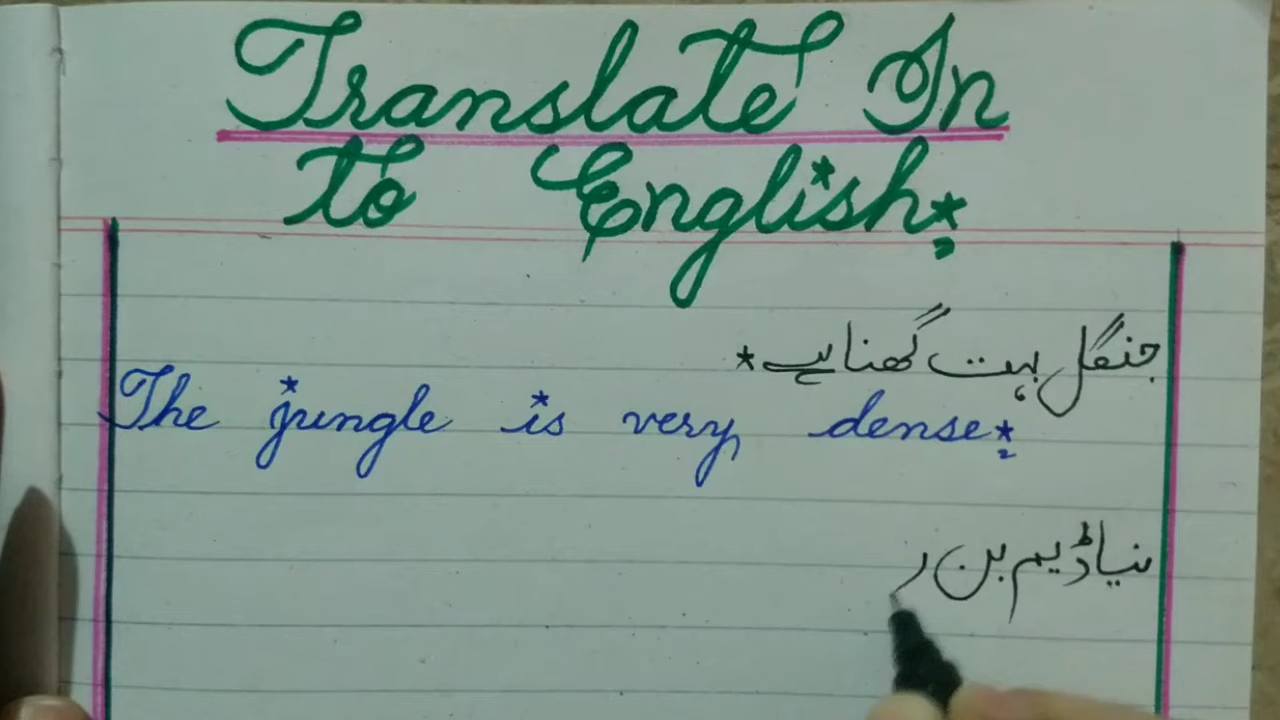 Translate In
to English.
جنگل بہت گھنا ہے
The jungle is very dense.
نیا ڈیم بن ر